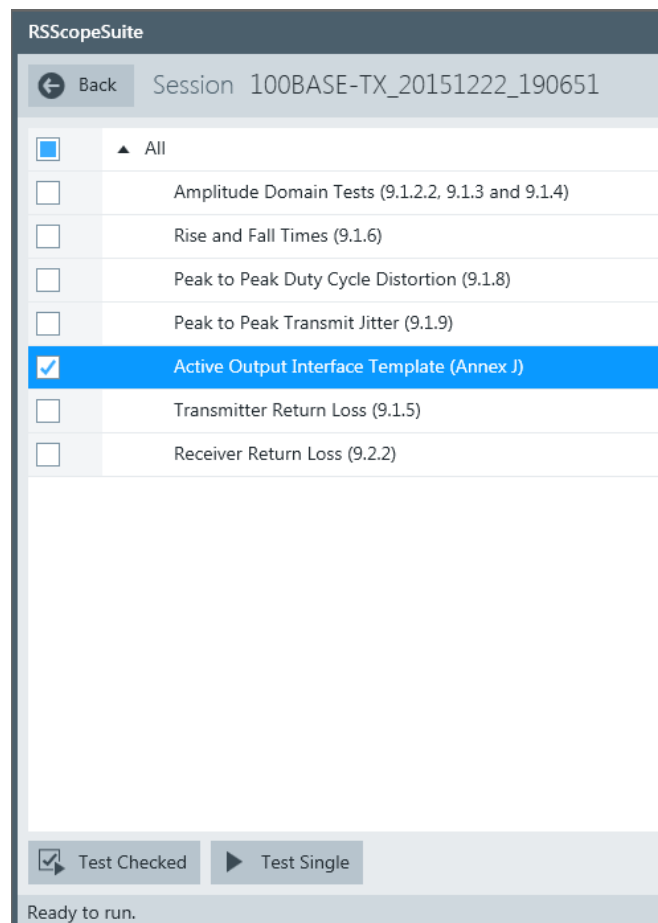 RSScopeSuite
Back Session 100BASE-TX_20151222_190651
All
Amplitude Domain Tests (9.1.2.2, 9.1.3 and 9.1.4)
Rise and Fall Times (9.1.6)
Peak to Peak Duty Cycle Distortion (9.1.8)
Peak to Peak Transmit Jitter (9.1.9)
Active Output Interface Template (Annex J)
Transmitter Return Loss (9.1.5)
Receiver Return Loss (9.2.2)
Test Checked Test Single
Ready to run.